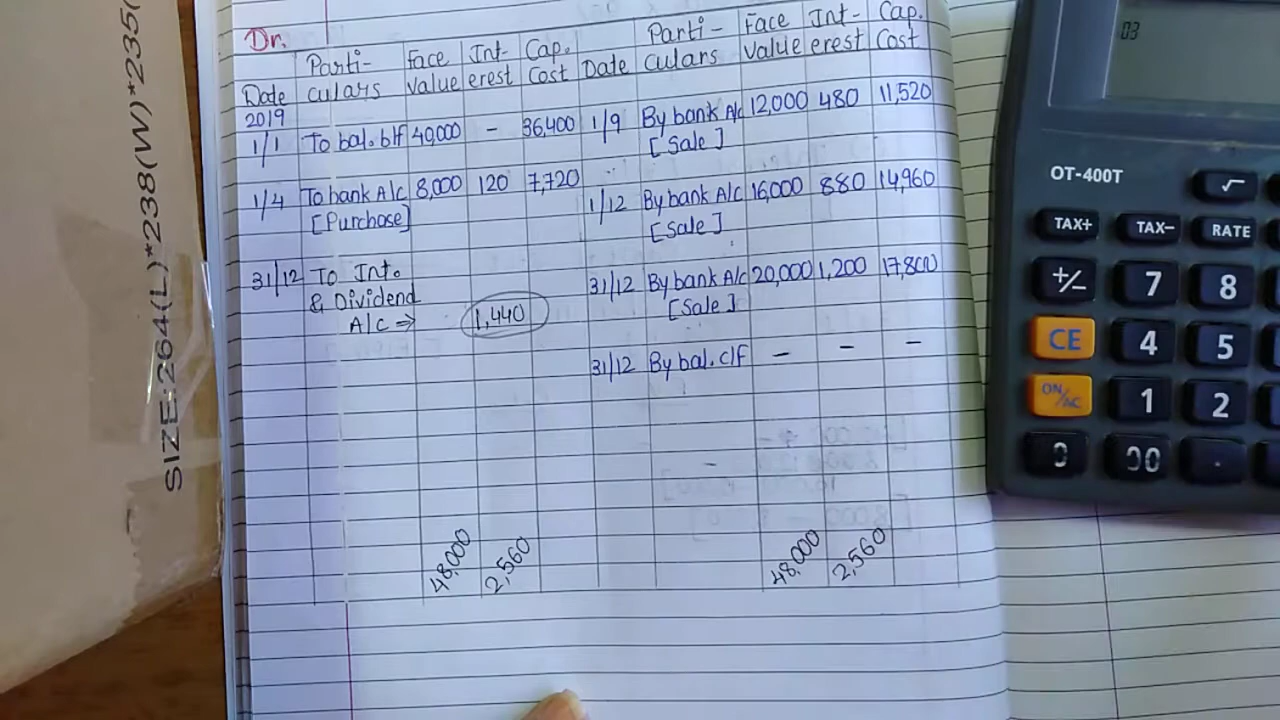 SIZE:264(L)*238(W)*235(
Dr.
Date Parti-culars Face Value Int-erest Cap. Cost Date Parti-culars Face value Int-erest Cap. Cost
2019
1/1 To bal. b/f 40,000 - 36,400 1/9 By bank A/c 12,000 480 11,520
[Sale]
1/4 To bank A/c 8,000 120 7,720 1/12 By bank A/c 16,000 880 14,960
[Purchase] [Sale]
31/12 To Int. 31/12 By bank A/c 20,000 1,200 17,800
& Dividend [Sale]
A/c ⇒ 1,440
31/12 By bal. c/f - - -
48,000 2,560 48,000 2,560
03
OT-400T
√
TAX+ TAX- RATE
+/- 7 8
CE 4 5
ON/AC 1 2
0 00 .